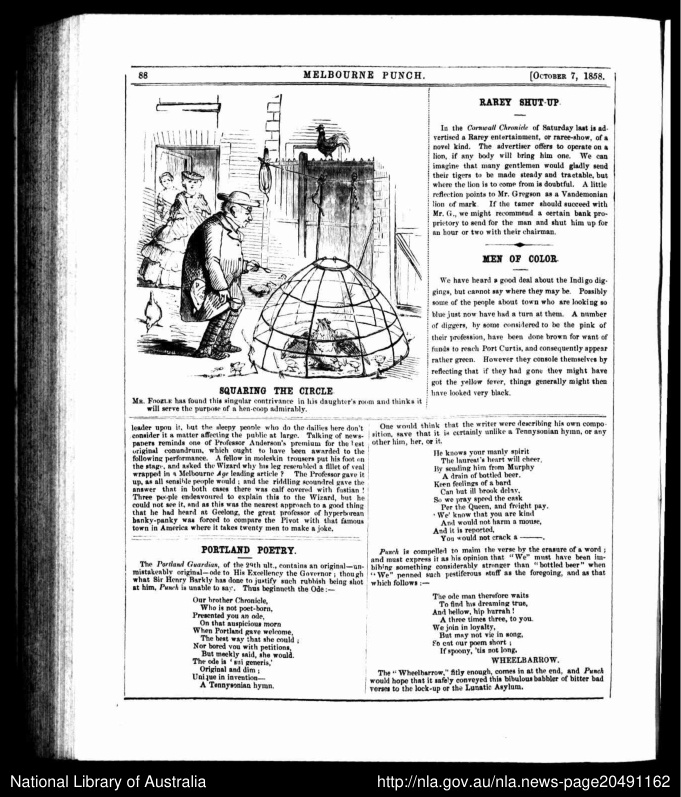 88
MELBOURNE PUNCH.
[October 7, 1858.
SQUARING THE CIRCLE
Mr. Foozle has found this singular contrivance in his daughter's room and thinks it
will serve the purpose of a hen-coop admirably.
RAREY SHUT-UP.
In the Cornwall Chronicle of Saturday last is ad-
vertised a Rarey entertainment, or raree-show, of a
novel kind. The advertiser offers to operate on a
lion, if any body will bring him one. We can
imagine that many gentlemen would gladly send
their tigers to be made steady and tractable, but
where the lion is to come from is doubtful. A little
reflection points to Mr. Gregson as a Vandemonian
lion of mark. If the tamer should succeed with
Mr. G., we might recommend a certain bank pro-
prietory to send for the man and shut him up for
an hour or two with their chairman.
MEN OF COLOR.
We have heard a good deal about the Indigo dig-
gings, but cannot say where they may be. Possibly
some of the people about town who are looking so
blue just now have had a turn at them. A number
of diggers, by some considered to be the pink of
their profession, have been done brown for want of
funds to reach Port Curtis, and consequently appear
rather green. However they console themselves by
reflecting that if they had gone they might have
got the yellow fever, things generally might then
have looked very black.
leader upon it, but the sleepy people who do the dailies here don't
consider it a matter affecting the public at large. Talking of news-
papers reminds one of Professor Anderson's premium for the best
original conundrum, which ought to have been awarded to the
following performance. A fellow in moleskin trousers put his foot on
the stage, and asked the Wizard why his leg resembled a fillet of veal
wrapped in a Melbourne Age leading article? The Professor gave it
up, as all sensible people would; and the riddling scoundrel gave the
answer that in both cases there was calf covered with fustian!
Three people endeavoured to explain this to the Wizard, but he
could not see it, and as this was the nearest approach to a good thing
that he had heard at Geelong, the great professor of hyperborean
hanky-panky was forced to compare the Pivot with that famous
town in America where it takes twenty men to make a joke.
PORTLAND POETRY.
The Portland Guardian, of the 29th ult., contains an original—un-
mistakeably original—ode to His Excellency the Governor; though
what Sir Henry Barkly has done to justify such rubbish being shot
at him, Punch is unable to say. Thus beginneth the Ode:—
Our brother Chronicle,
Who is not poet-born,
Presented you an ode,
On that auspicious morn
When Portland gave welcome,
The best way that she could;
Nor bored you with petitions,
But meekly said, she would.
The ode is 'sui generis,'
Original and dim;
Unique in invention—
A Tennysonian hymn.
One would think that the writer were describing his own compo-
sition, save that it is certainly unlike a Tennysonian hymn, or any
other him, her, or it.
He knows your manly spirit
The laurest's heart will cheer,
By sending him from Murphy
A drain of bottled beer.
Keen feelings of a bard
Can but ill brook delay,
So we pray speed the cask
Per the Queen, and freight pay.
'We' know that you are kind
And would not harm a mouse,
And it is reported,
You would not crack a ———.
Punch is compelled to maim the verse by the erasure of a word;
and must express it as his opinion that "We" must have been im-
bibing something considerably stronger than "bottled beer" when
"We" penned such pestiferous stuff as the foregoing, and as that
which follows:—
The ode man therefore waits
To find his dreaming true,
And bellow, hip hurrah!
A three times three, to you.
We join in loyalty,
But may not vie in song,
So cut our poem short;
If spoony, 'tis not long.
WHEELBARROW.
The "Wheelbarrow," fitly enough, comes in at the end, and Punch
would hope that it safely conveyed this bibulous babbler of bitter bad
verses to the lock-up or the Lunatic Asylum.
National Library of Australia
http://nla.gov.au/nla.news-page20491162